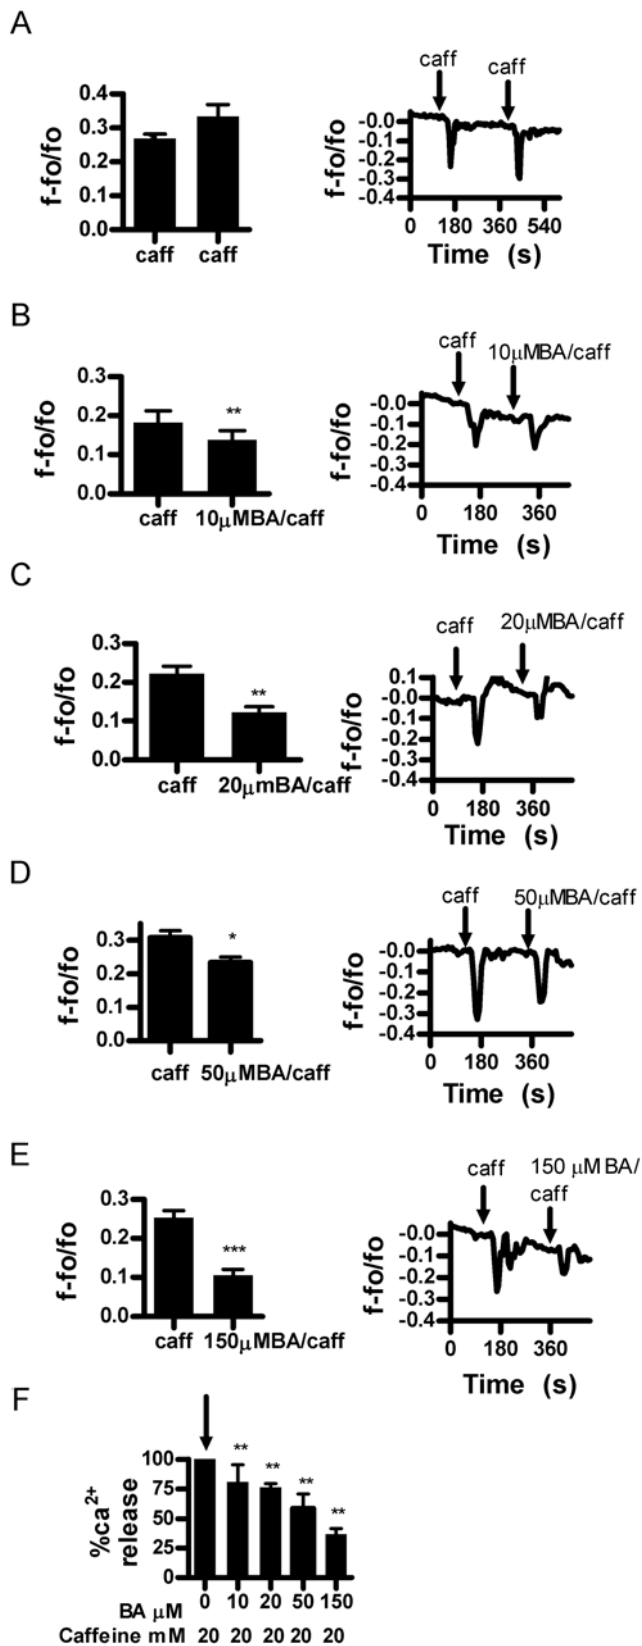 A
f-fo/fo
0.4
0.3
0.2
0.1
0.0
caff caff
caff caff
f-fo/fo
-0.0
-0.1
-0.2
-0.3
-0.4
0 180 360 540
Time (s)
B
f-fo/fo
0.3
0.2
0.1
0.0
**
caff 10μMBA/caff
caff 10μMBA/caff
f-fo/fo
-0.0
-0.1
-0.2
-0.3
-0.4
0 180 360
Time (s)
C
f-fo/fo
0.3
0.2
0.1
0.0
**
caff 20μmBA/caff
caff 20μMBA/caff
f-fo/fo
0.1
-0.0
-0.1
-0.2
-0.3
-0.4
0 180 360
Time (s)
D
f-fo/fo
0.3
0.2
0.1
0.0
*
caff 50μMBA/caff
caff 50μMBA/caff
f-fo/fo
-0.0
-0.1
-0.2
-0.3
-0.4
0 180 360
Time (s)
E
f-fo/fo
0.3
0.2
0.1
0.0
***
caff 150μMBA/caff
caff 150 μM BA/
caff
f-fo/fo
-0.0
-0.1
-0.2
-0.3
-0.4
0 180 360
Time (s)
F
%ca²⁺
release
100
75
50
25
0
** ** ** **
BA μM 0 10 20 50 150
Caffeine mM 20 20 20 20 20